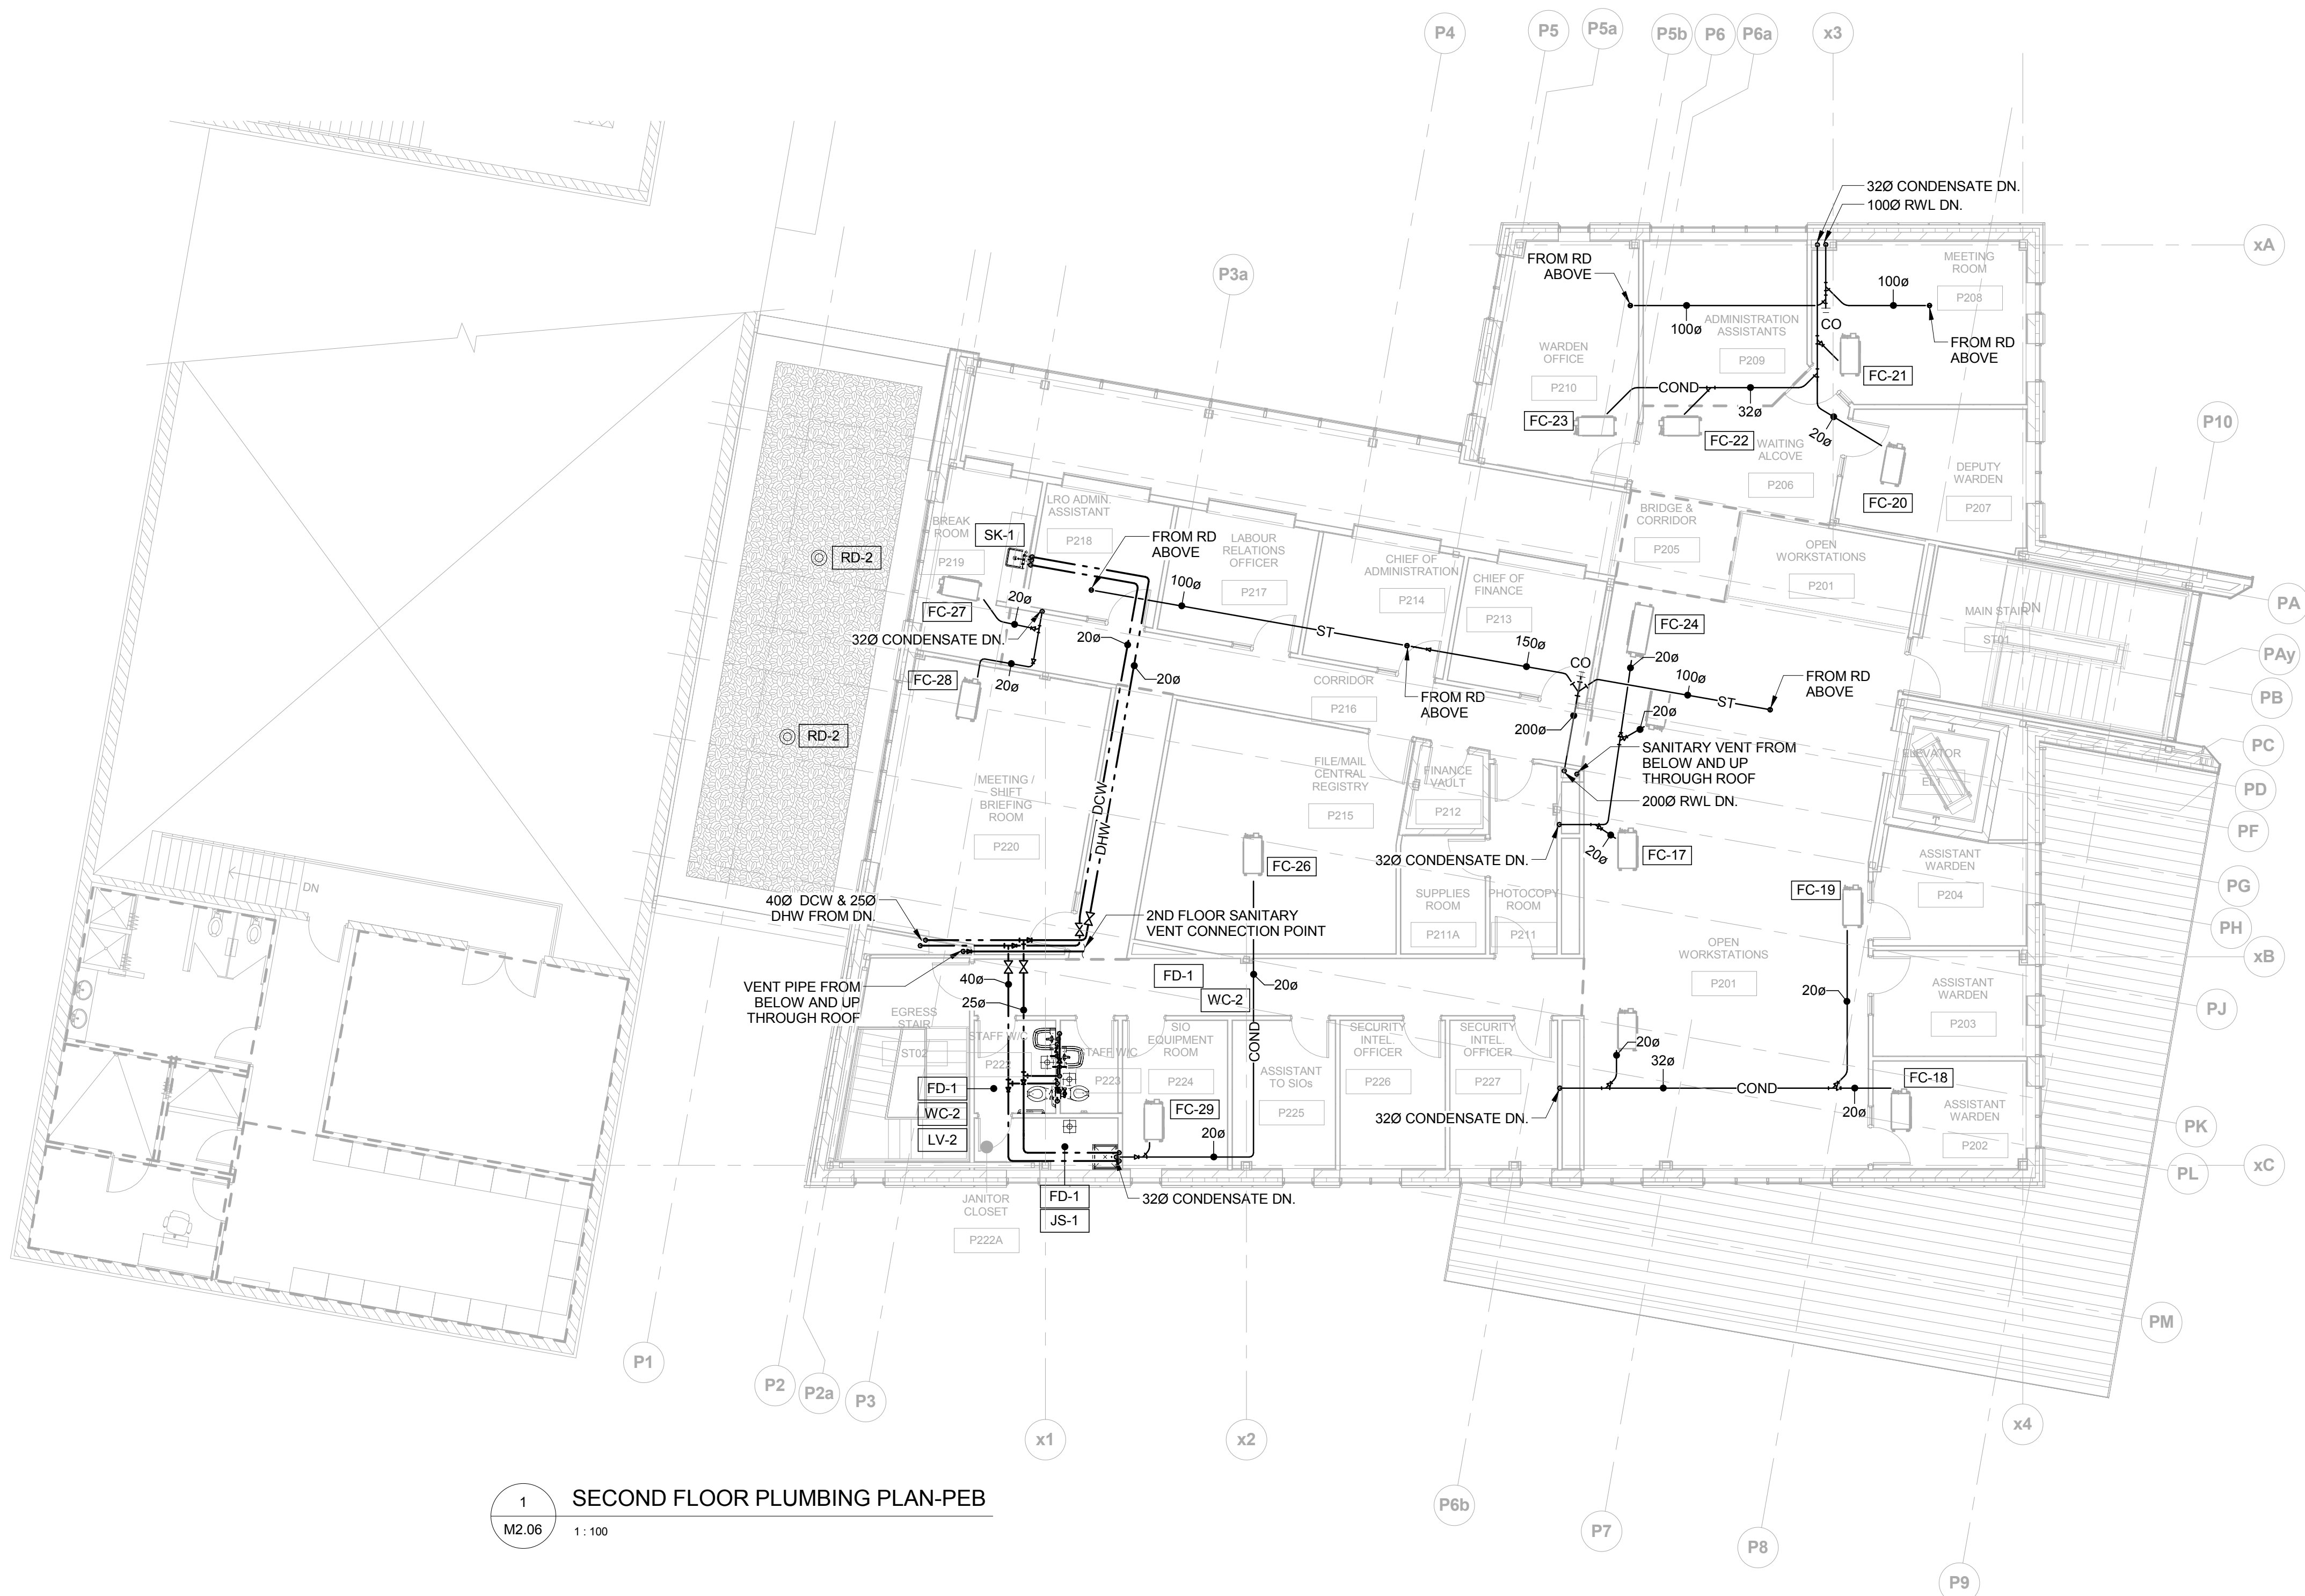 P4
P5
P5a
P5b
P6
P6a
x3
32Ø CONDENSATE DN.
100Ø RWL DN.
xA
FROM RD
ABOVE
MEETING
ROOM
P208
100ø
P3a
100ø
ADMINISTRATION
ASSISTANTS
P209
CO
FROM RD
ABOVE
WARDEN
OFFICE
P210
FC-21
COND
32ø
FC-23
FC-22
20ø
P10
WAITING
ALCOVE
P206
DEPUTY
WARDEN
P207
FC-20
LRO ADMIN.
ASSISTANT
P218
BREAK
ROOM
P219
SK-1
FROM RD
ABOVE
LABOUR
RELATIONS
OFFICER
P217
BRIDGE &
CORRIDOR
P205
OPEN
WORKSTATIONS
P201
RD-2
CHIEF OF
ADMINISTRATION
P214
CHIEF OF
FINANCE
P213
100ø
20ø
FC-27
32Ø CONDENSATE DN.
20ø
ST
FC-24
MAIN STAIR
DN
ST01
PA
PAy
FC-28
20ø
20ø
150ø
CO
20ø
100ø
ST
FROM RD
ABOVE
PB
CORRIDOR
P216
FROM RD
ABOVE
RD-2
200ø
20ø
SANITARY VENT FROM
BELOW AND UP
THROUGH ROOF
PC
ELEVATOR
EL1
FILE/MAIL
CENTRAL
REGISTRY
P215
FINANCE
VAULT
P212
MEETING /
SHIFT
BRIEFING
ROOM
P220
DCW
DHW
200Ø RWL DN.
PD
PF
FC-26
32Ø CONDENSATE DN.
20ø
FC-17
ASSISTANT
WARDEN
P204
PG
DN
FC-19
40Ø DCW & 25Ø
DHW FROM DN.
SUPPLIES
ROOM
P211A
PHOTOCOPY
ROOM
P211
2ND FLOOR SANITARY
VENT CONNECTION POINT
OPEN
WORKSTATIONS
P201
PH
xB
VENT PIPE FROM
BELOW AND UP
THROUGH ROOF
40ø
25ø
FD-1
WC-2
20ø
20ø
ASSISTANT
WARDEN
P203
PJ
EGRESS
STAIR
ST02
STAFF W/C
P222
STAFF W/C
P223
SIO
EQUIPMENT
ROOM
P224
COND
ASSISTANT
TO SIOs
P225
SECURITY
INTEL.
OFFICER
P226
SECURITY
INTEL.
OFFICER
P227
20ø
32ø
COND
FC-18
20ø
FD-1
WC-2
LV-2
FC-29
20ø
32Ø CONDENSATE DN.
ASSISTANT
WARDEN
P202
PK
xC
PL
FD-1
JS-1
32Ø CONDENSATE DN.
JANITOR
CLOSET
P222A
PM
P1
P2
P2a
P3
x1
x2
x4
P6b
P7
P8
P9
1
M2.06
SECOND FLOOR PLUMBING PLAN-PEB
1 : 100